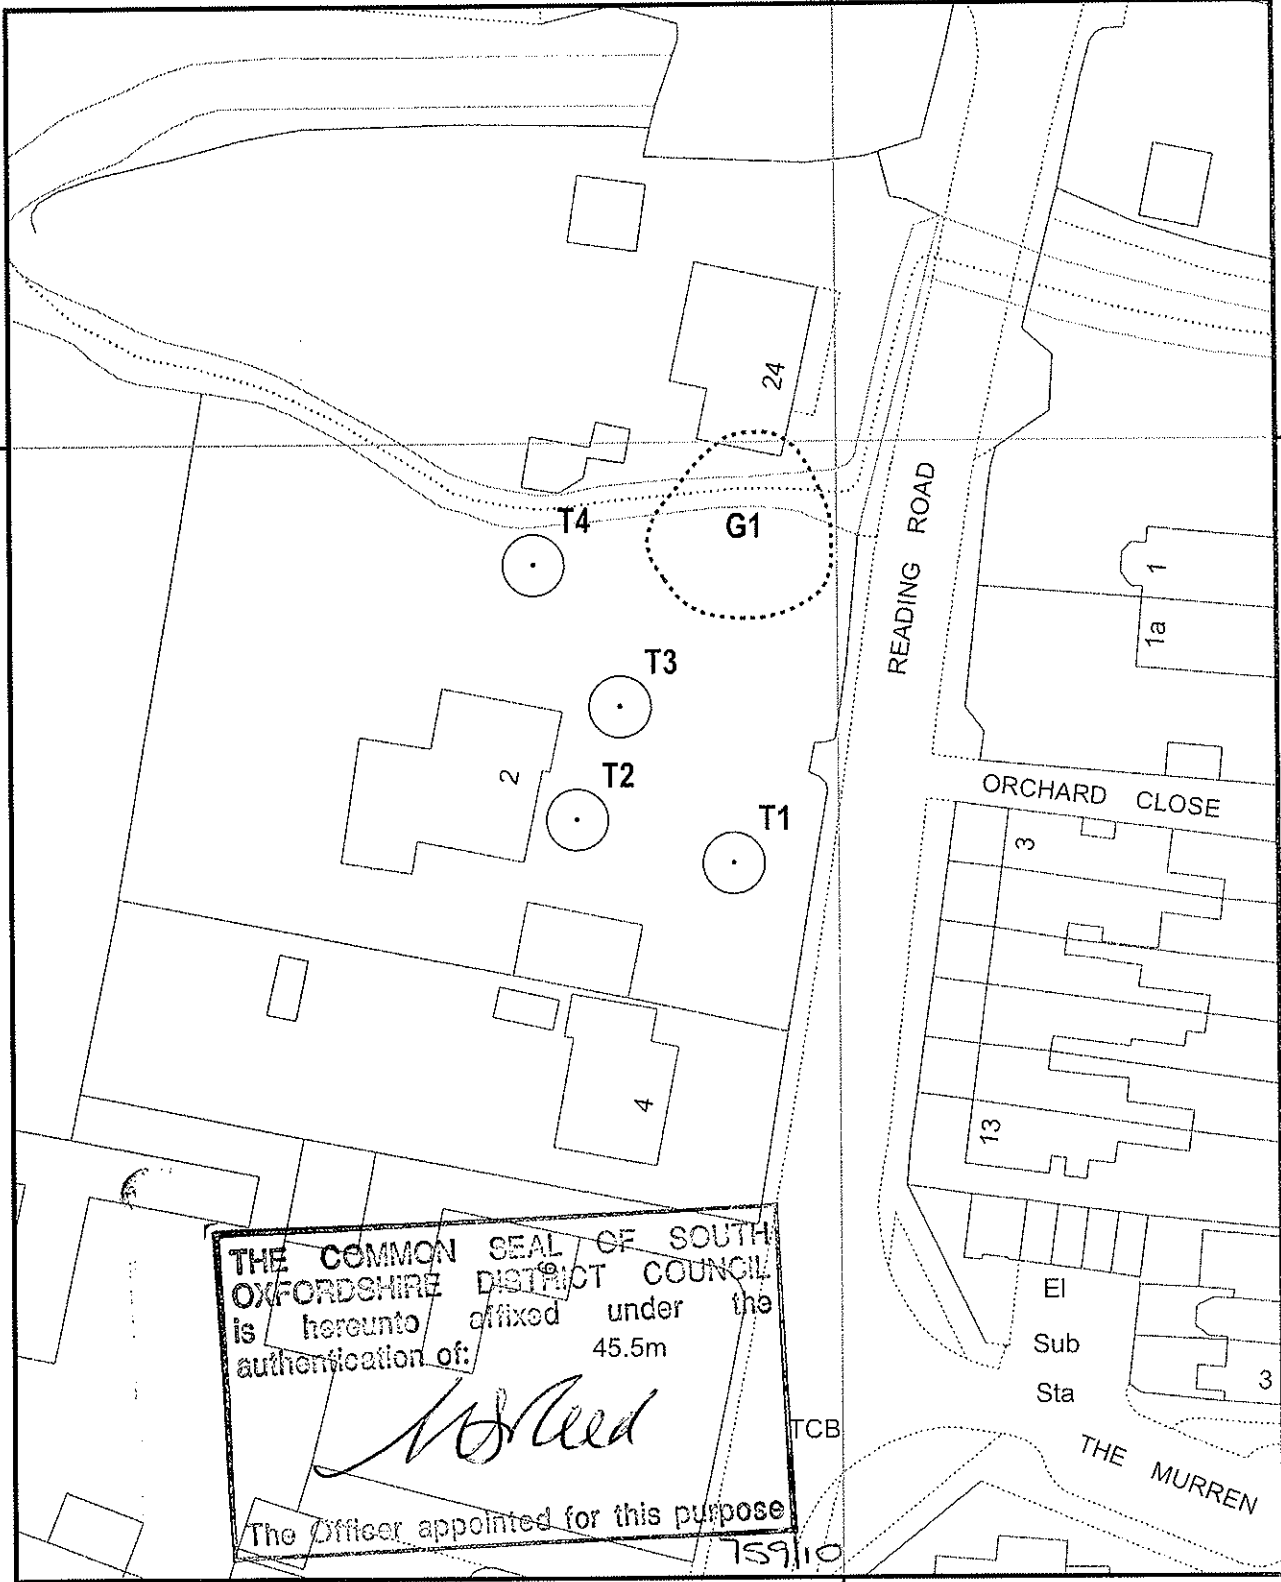 24
T4
G1
READING ROAD
1
1a
T3
2
T2
T1
ORCHARD CLOSE
3
4
13
THE COMMON SEAL OF SOUTH
OXFORDSHIRE DISTRICT COUNCIL
is hereunto affixed under the
authentication of:
45.5m
The Officer appointed for this purpose
759/10
TCB
El
Sub
Sta
3
THE MURREN